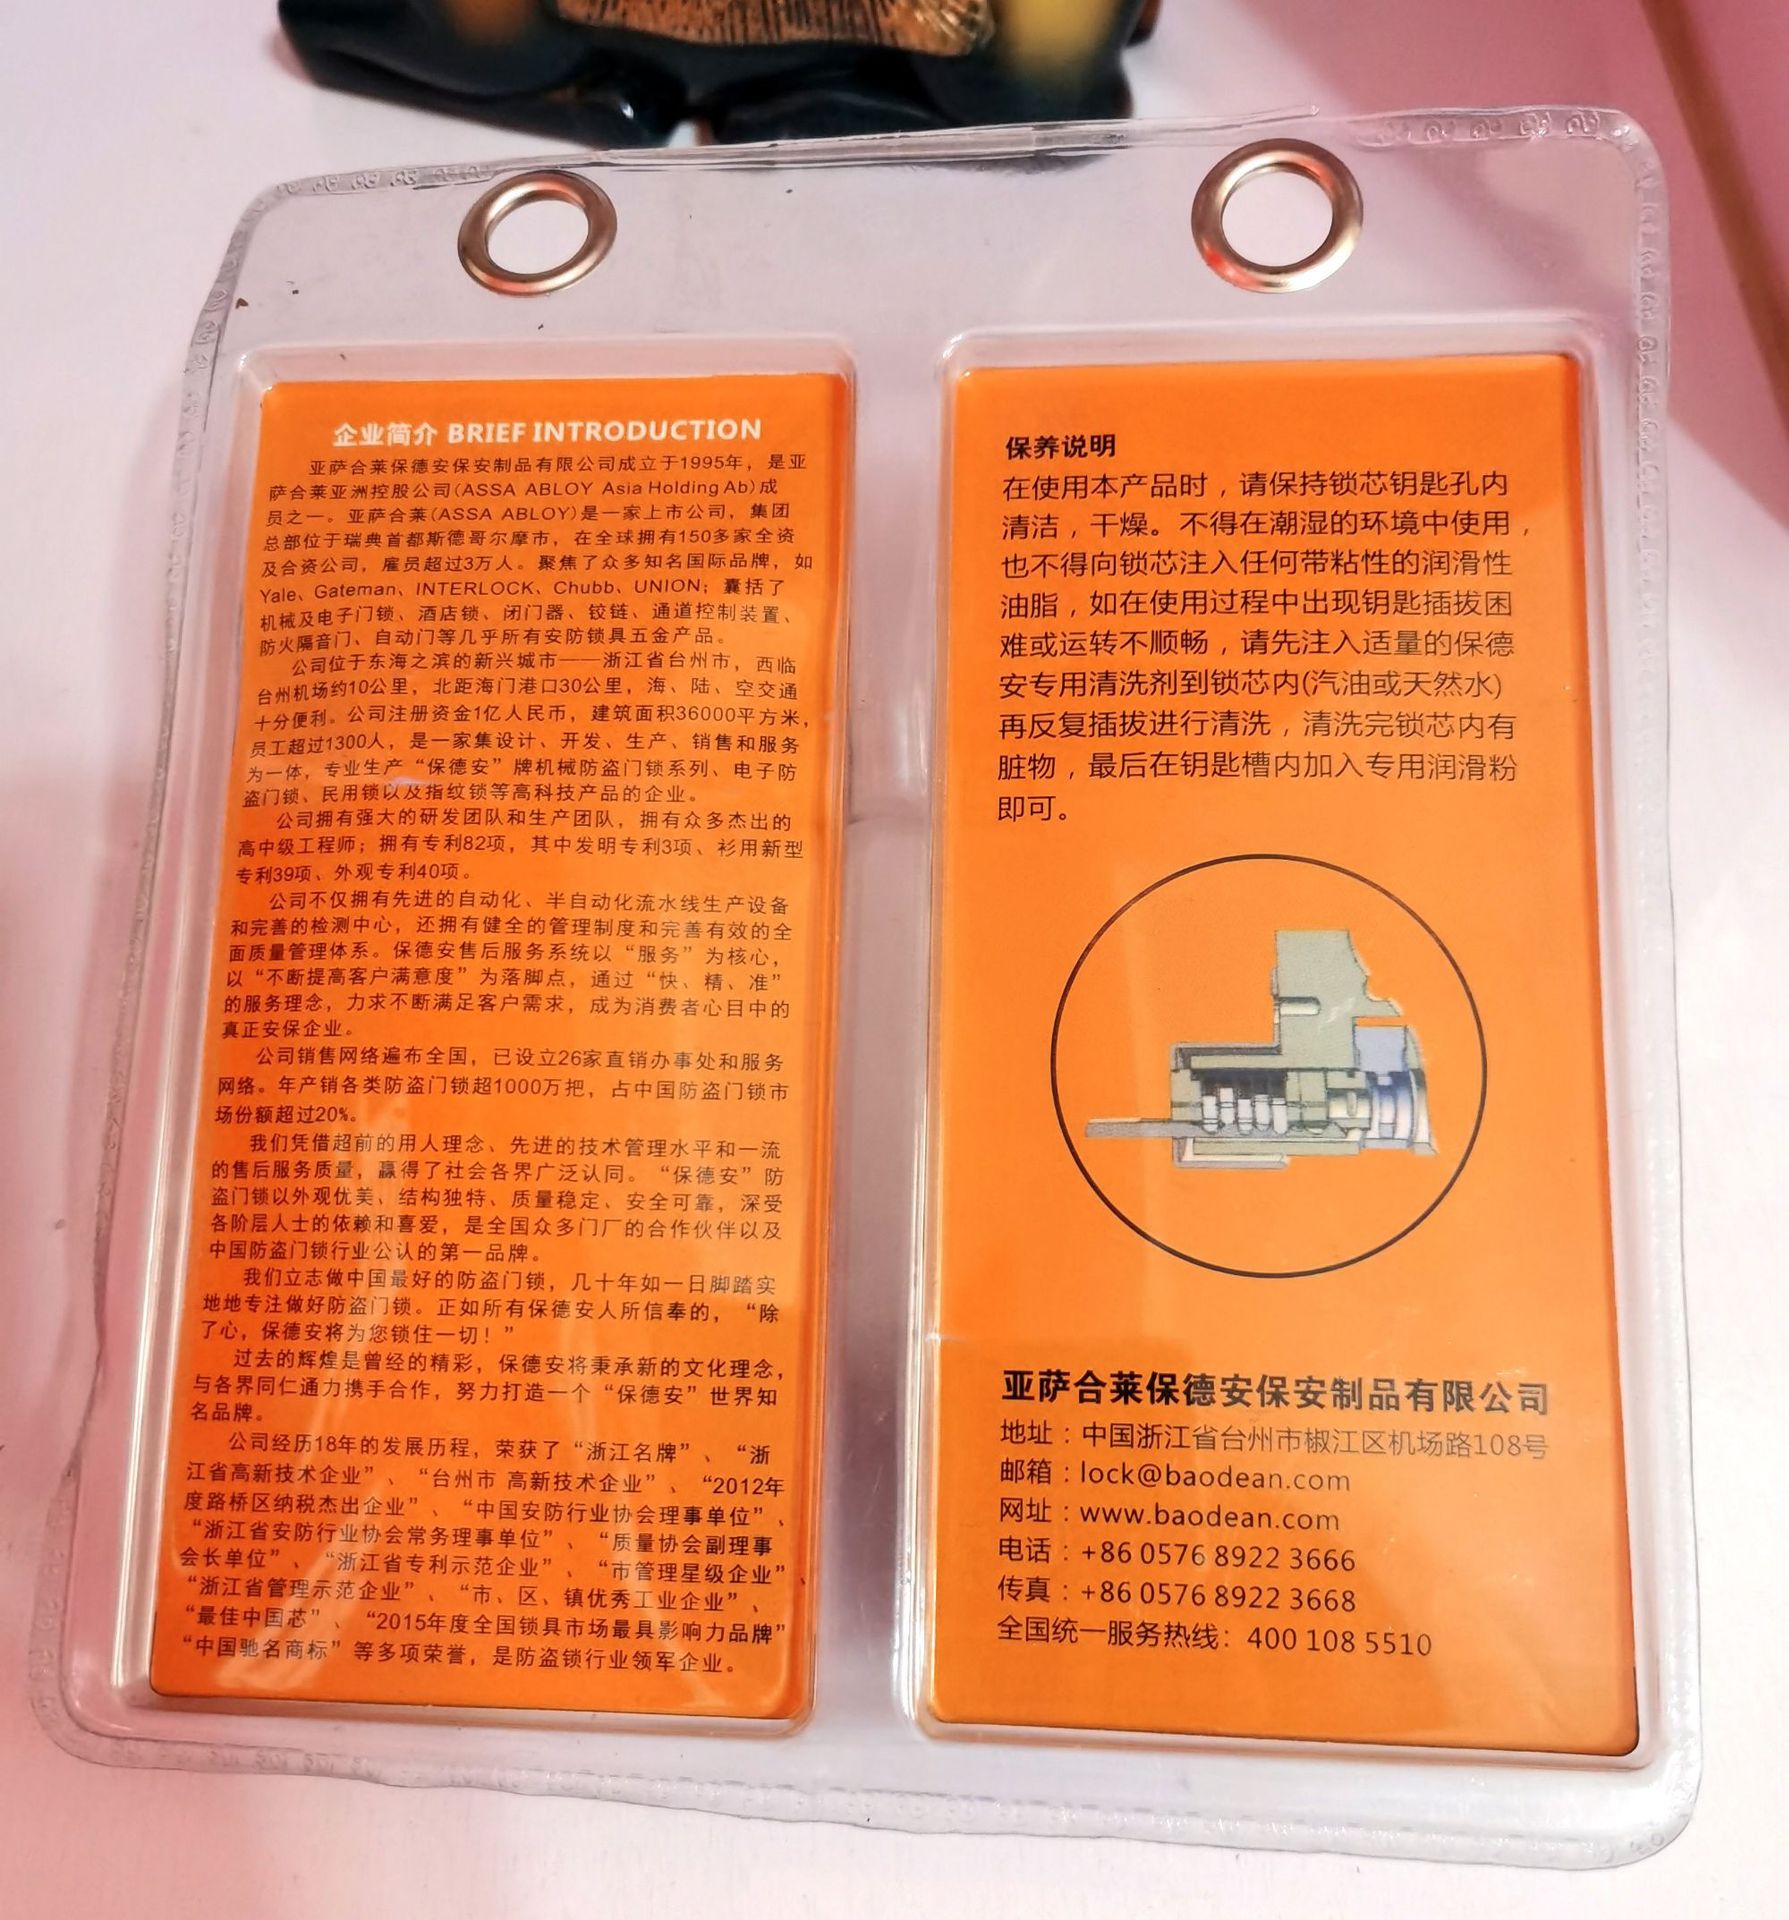 企业简介 BRIEF INTRODUCTION
亚萨合莱保德安保安制品有限公司成立于1995年，是亚
萨合莱亚洲控股公司(ASSA ABLOY Asia Holding Ab)成
员之一。亚萨合莱(ASSA ABLOY)是一家上市公司，集团
总部位于瑞典首都斯德哥尔摩市，在全球拥有150多家全资
及合资公司，雇员超过3万人。聚焦了众多知名国际品牌，如
Yale、Gateman、INTERLOCK、Chubb、UNION；囊括了
机械及电子门锁、酒店锁、闭门器、铰链、通道控制装置、
防火隔音门、自动门等几乎所有安防锁具五金产品。
公司位于东海之滨的新兴城市——浙江省台州市，西临
台州机场约10公里，北距海门港口30公里，海、陆、空交通
十分便利。公司注册资金1亿人民币，建筑面积36000平方米，
员工超过1300人，是一家集设计、开发、生产、销售和服务
为一体，专业生产“保德安”牌机械防盗门锁系列、电子防
盗门锁、民用锁以及指纹锁等高科技产品的企业。
公司拥有强大的研发团队和生产团队，拥有众多杰出的
高中级工程师；拥有专利82项，其中发明专利3项、衫用新型
专利39项、外观专利40项。
公司不仅拥有先进的自动化、半自动化流水线生产设备
和完善的检测中心，还拥有健全的管理制度和完善有效的全
面质量管理体系。保德安售后服务系统以“服务”为核心，
以“不断提高客户满意度”为落脚点，通过“快、精、准”
的服务理念，力求不断满足客户需求，成为消费者心目中的
真正安保企业。
公司销售网络遍布全国，已设立26家直销办事处和服务
网络。年产销各类防盗门锁超1000万把，占中国防盗门锁市
场份额超过20%。
我们凭借超前的用人理念、先进的技术管理水平和一流
的售后服务质量，赢得了社会各界广泛认同。“保德安”防
盗门锁以外观优美、结构独特、质量稳定、安全可靠，深受
各阶层人士的依赖和喜爱，是全国众多门厂的合作伙伴以及
中国防盗门锁行业公认的第一品牌。
我们立志做中国最好的防盗门锁，几十年如一日脚踏实
地地专注做好防盗门锁。正如所有保德安人所信奉的，“除
了心，保德安将为您锁住一切！”
过去的辉煌是曾经的精彩，保德安将秉承新的文化理念，
与各界同仁通力携手合作，努力打造一个“保德安”世界知
名品牌。
公司经历18年的发展历程，荣获了“浙江名牌”、“浙
江省高新技术企业”、“台州市 高新技术企业”、“2012年
度路桥区纳税杰出企业”、“中国安防行业协会理事单位”、
“浙江省安防行业协会常务理事单位”、“质量协会副理事
会长单位”、“浙江省专利示范企业”、“市管理星级企业”
“浙江省管理示范企业”、“市、区、镇优秀工业企业”、
“最佳中国芯”、“2015年度全国锁具市场最具影响力品牌”
“中国驰名商标”等多项荣誉，是防盗锁行业领军企业。
保养说明
在使用本产品时，请保持锁芯钥匙孔内
清洁，干燥。不得在潮湿的环境中使用，
也不得向锁芯注入任何带粘性的润滑性
油脂，如在使用过程中出现钥匙插拔困
难或运转不顺畅，请先注入适量的保德
安专用清洗剂到锁芯内(汽油或天然水)
再反复插拔进行清洗，清洗完锁芯内有
脏物，最后在钥匙槽内加入专用润滑粉
即可。
亚萨合莱保德安保安制品有限公司
地址：中国浙江省台州市椒江区机场路108号
邮箱：lock@baodean.com
网址：www.baodean.com
电话：+86 0576 8922 3666
传真：+86 0576 8922 3668
全国统一服务热线：400 108 5510